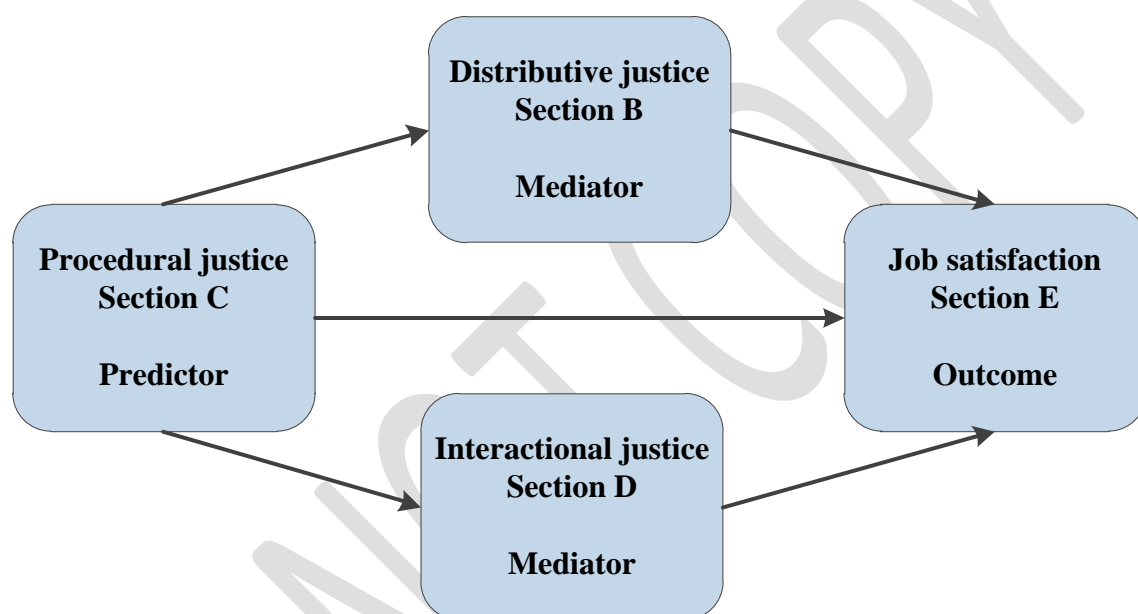 Distributive justice
Section B
Mediator
Procedural justice
Section C
Predictor
Job satisfaction
Section E
Outcome
Interactional justice
Section D
Mediator
NOT COPY